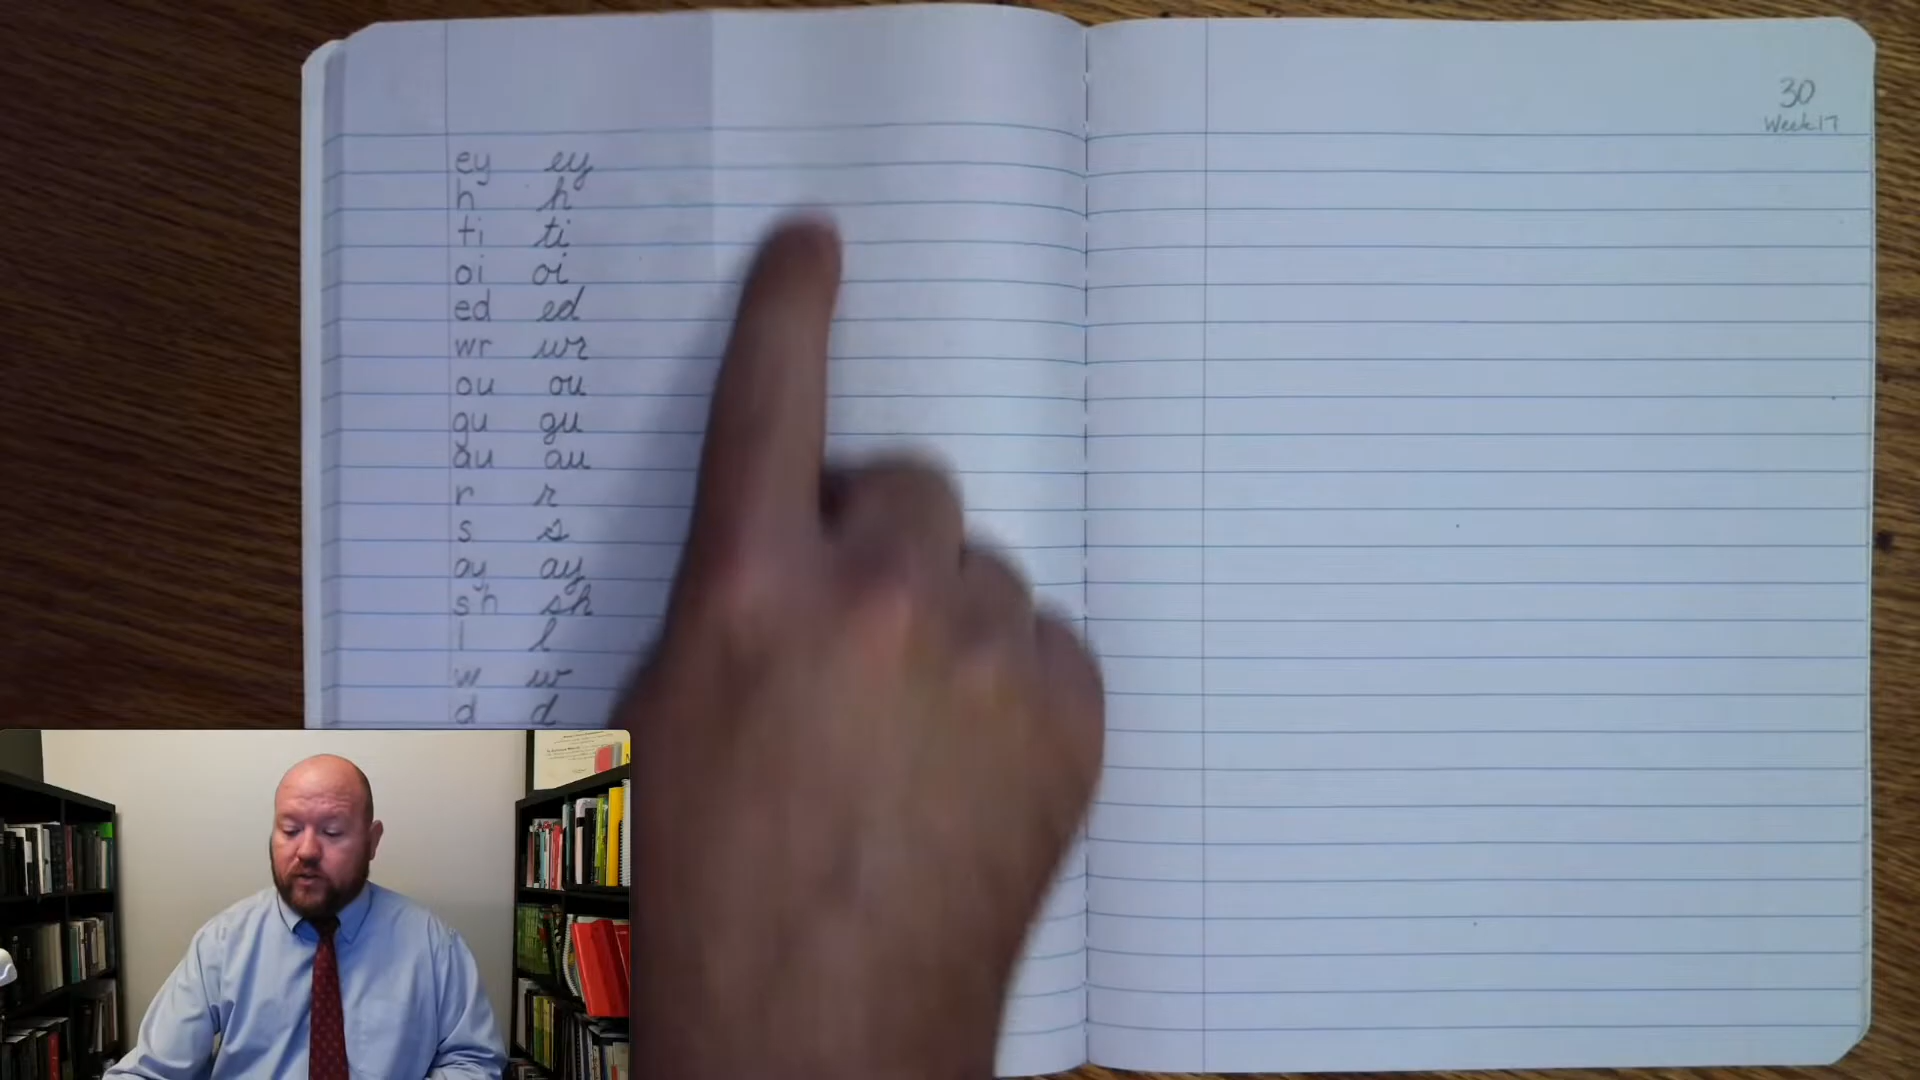 30
Week 17
ey ey
h h
ti ti
oi oi
ed ed
wr wr
ou ou
gu gu
au au
r r
s s
ay ay
sh sh
l l
w w
d d